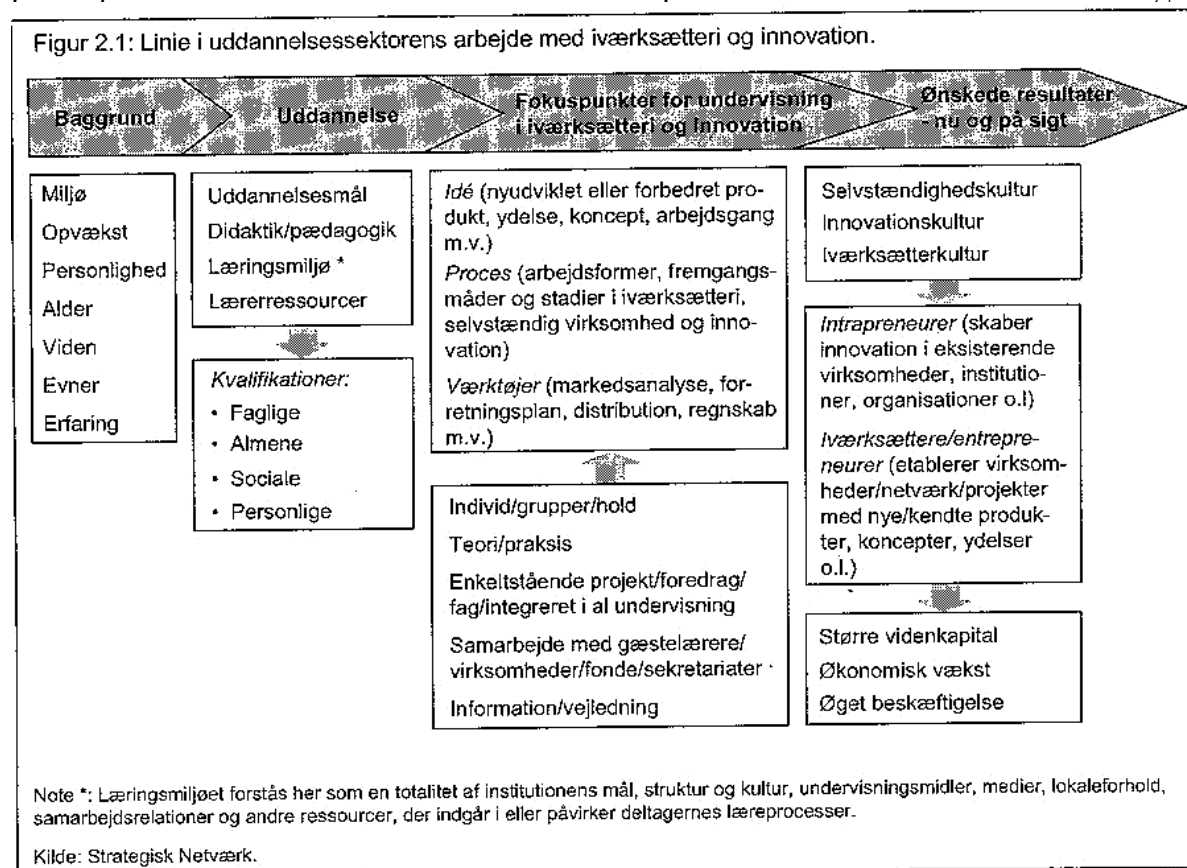 Figur 2.1: Linie i uddannelsessektorens arbejde med iværksætteri og innovation.
Baggrund
Uddannelse
Fokuspunkter for undervisning
i iværksætteri og innovation
Ønskede resultater
- nu og på sigt
Miljø
Opvækst
Personlighed
Alder
Viden
Evner
Erfaring
Uddannelsesmål
Didaktik/pædagogik
Læringsmiljø *
Lærerressourcer
Kvalifikationer:
• Faglige
• Almene
• Sociale
• Personlige
Idé (nyudviklet eller forbedret pro-
dukt, ydelse, koncept, arbejdsgang
m.v.)
Proces (arbejdsformer, fremgangs-
måder og stadier i iværksætteri,
selvstændig virksomhed og inno-
vation)
Værktøjer (markedsanalyse, for-
retningsplan, distribution, regnskab
m.v.)
Individ/grupper/hold
Teori/praksis
Enkeltstående projekt/foredrag/
fag/integreret i al undervisning
Samarbejde med gæstelærere/
virksomheder/fonde/sekretariater
Information/vejledning
Selvstændighedskultur
Innovationskultur
Iværksætterkultur
Intrapreneurer (skaber
innovation i eksisterende
virksomheder, institutio-
ner, organisationer o.l)
Iværksættere/entrepre-
neurer (etablerer virksom-
heder/netværk/projekter
med nye/kendte produk-
ter, koncepter, ydelser
o.l.)
Større videnkapital
Økonomisk vækst
Øget beskæftigelse
Note *: Læringsmiljøet forstås her som en totalitet af institutionens mål, struktur og kultur, undervisningsmidler, medier, lokaleforhold,
samarbejdsrelationer og andre ressourcer, der indgår i eller påvirker deltagernes læreprocesser.
Kilde: Strategisk Netværk.